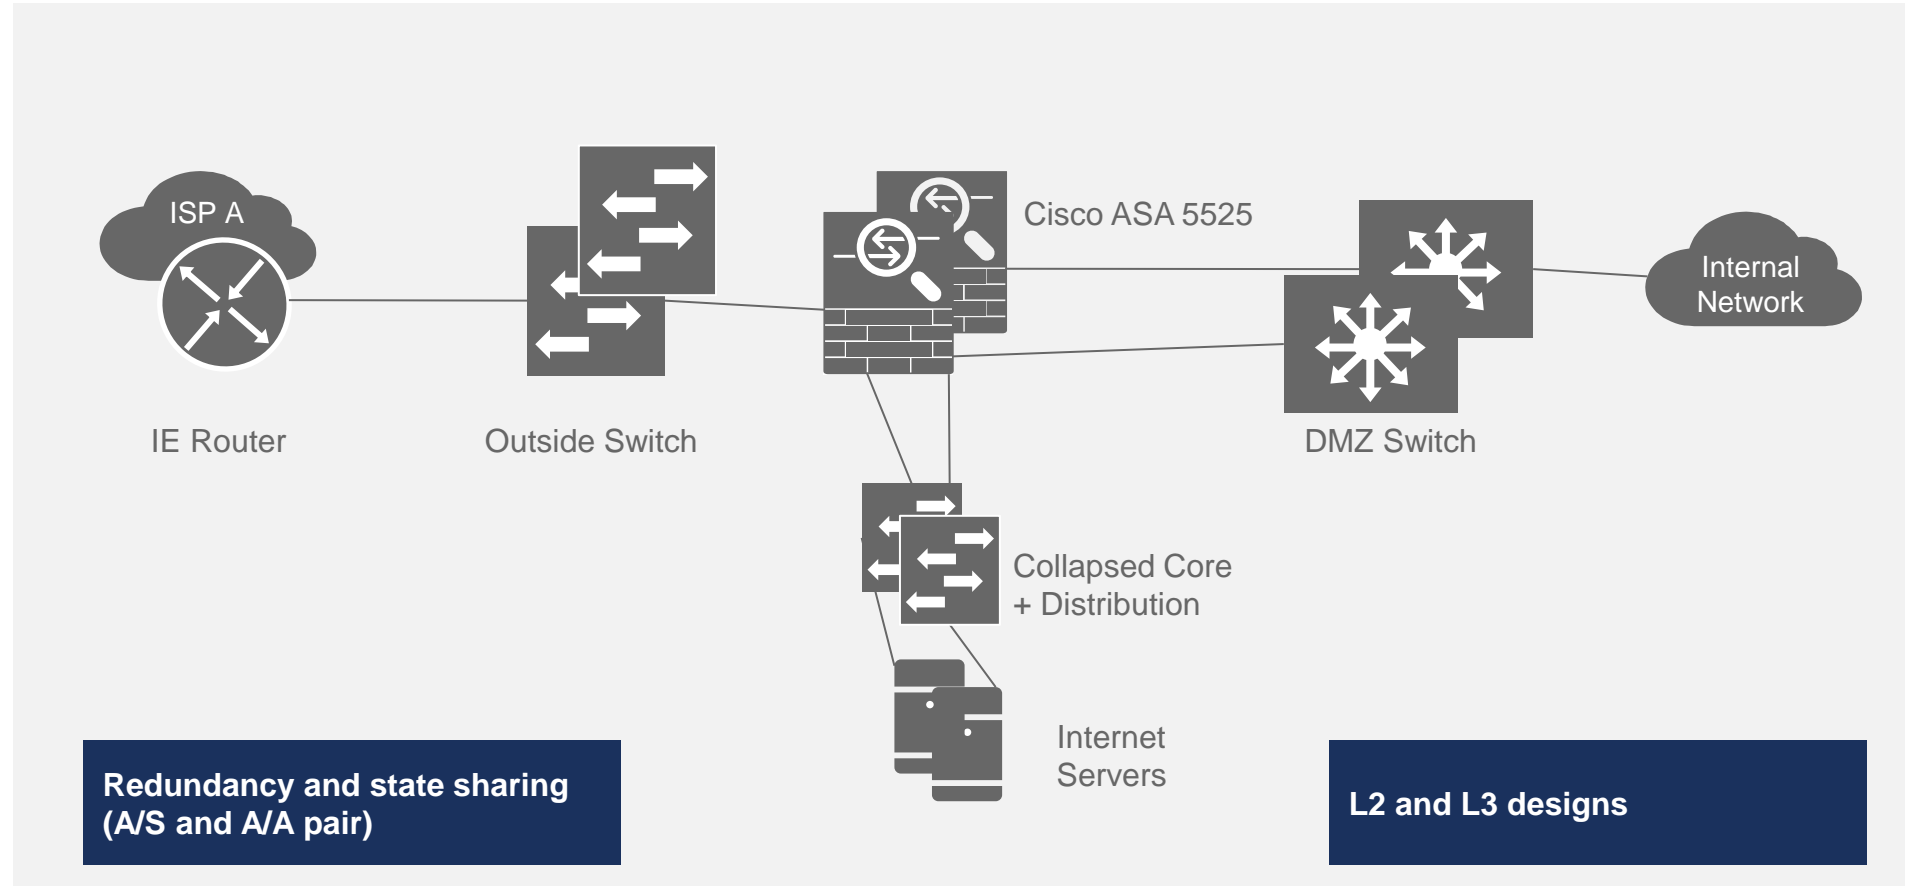 ISP A
Cisco ASA 5525
Internal
Network
IE Router
Outside Switch
DMZ Switch
Collapsed Core
+ Distribution
Internet
Servers
Redundancy and state sharing
(A/S and A/A pair)
L2 and L3 designs